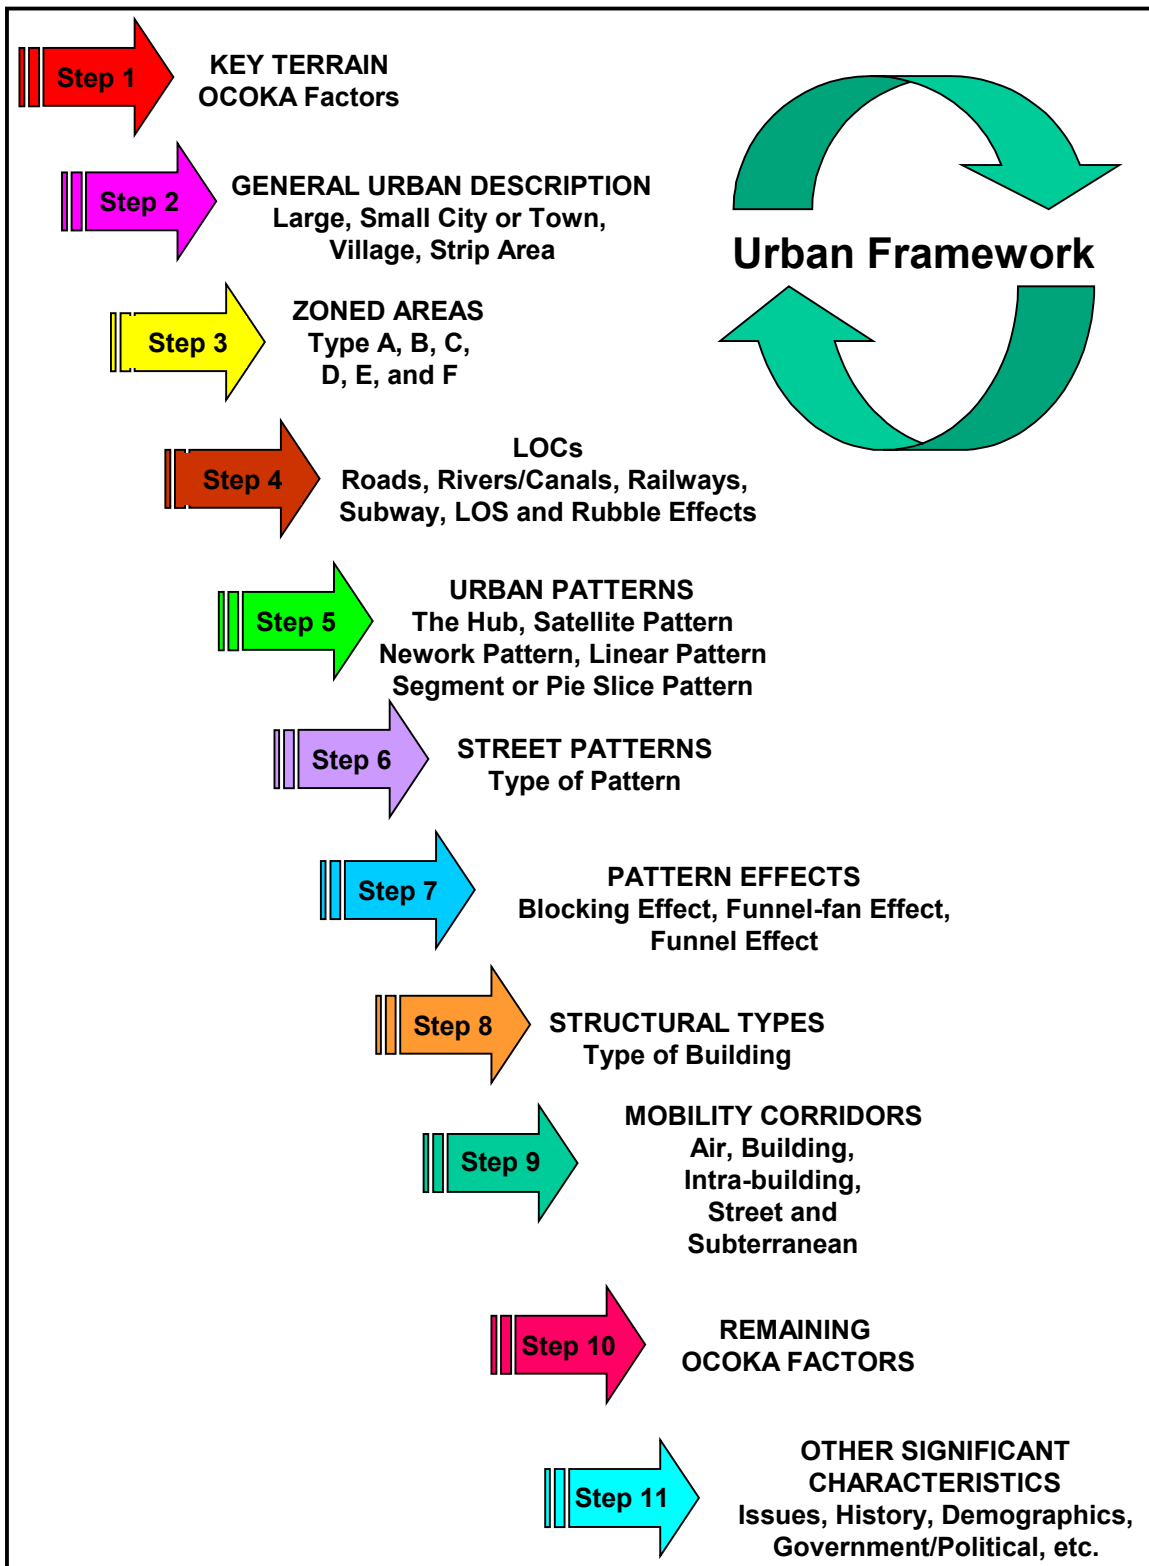 Step 1
KEY TERRAIN
OCOKA Factors
Urban Framework
Step 2
GENERAL URBAN DESCRIPTION
Large, Small City or Town,
Village, Strip Area
Step 3
ZONED AREAS
Type A, B, C,
D, E, and F
Step 4
LOCs
Roads, Rivers/Canals, Railways,
Subway, LOS and Rubble Effects
Step 5
URBAN PATTERNS
The Hub, Satellite Pattern
Nework Pattern, Linear Pattern
Segment or Pie Slice Pattern
Step 6
STREET PATTERNS
Type of Pattern
Step 7
PATTERN EFFECTS
Blocking Effect, Funnel-fan Effect,
Funnel Effect
Step 8
STRUCTURAL TYPES
Type of Building
Step 9
MOBILITY CORRIDORS
Air, Building,
Intra-building,
Street and
Subterranean
Step 10
REMAINING
OCOKA FACTORS
Step 11
OTHER SIGNIFICANT
CHARACTERISTICS
Issues, History, Demographics,
Government/Political, etc.